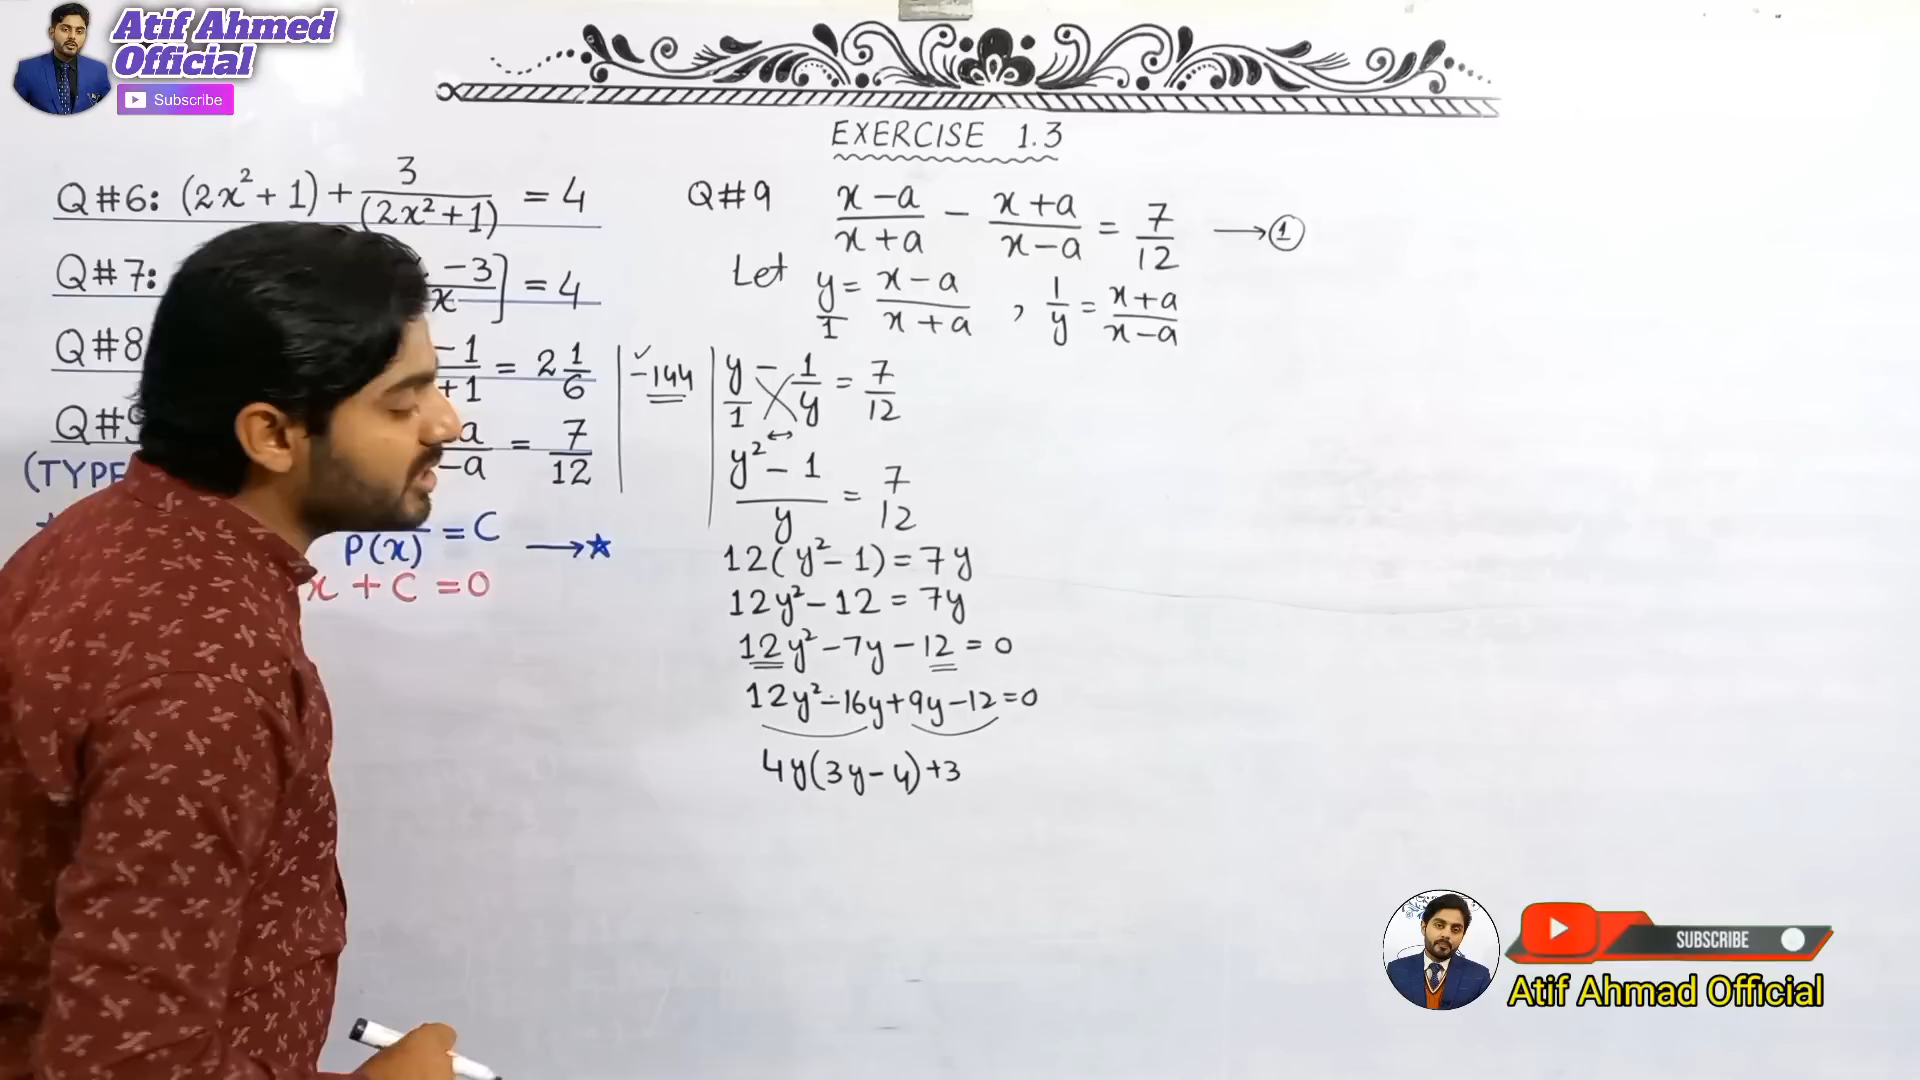 Atif Ahmed
Official
Subscribe
EXERCISE 1.3
Q#6: (2x² + 1) + 3/(2x² + 1) = 4
Q#7: -3/x] = 4
Q#8 -1/+1 = 2 1/6
Q#9 a/-a = 7/12
(TYPE
P(x) = C → ★
x + C = 0
Q#9 x-a/x+a - x+a/x-a = 7/12 → ①
Let y/1 = x-a/x+a , 1/y = x+a/x-a
✓
-144
y/1 - 1/y = 7/12
y² - 1/y = 7/12
12(y² - 1) = 7y
12y² - 12 = 7y
12y² - 7y - 12 = 0
12y² - 16y + 9y - 12 = 0
4y(3y - 4) + 3
SUBSCRIBE
Atif Ahmad Official